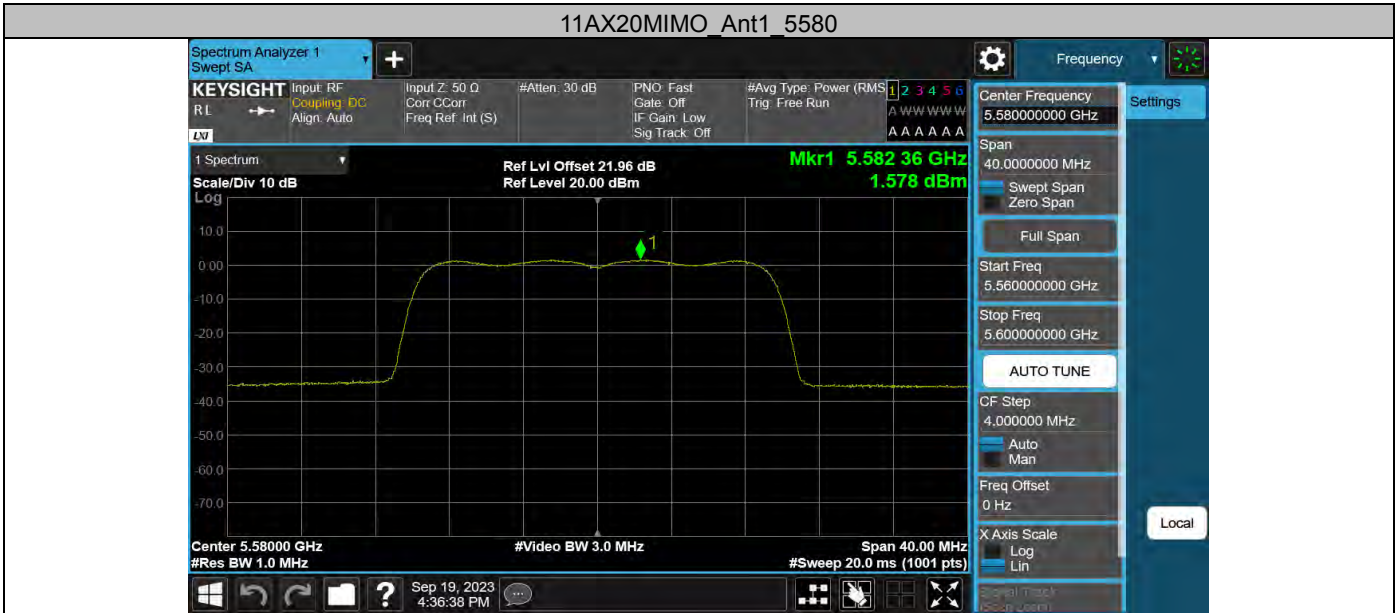 11AX20MIMO_Ant1_5580
Spectrum Analyzer 1
Swept SA
+
Frequency
KEYSIGHT
RL
LXI
Input: RF
Coupling: DC
Align: Auto
Input Z: 50 Ω
Corr CCorr
Freq Ref: Int (S)
#Atten: 30 dB
PNO: Fast
Gate: Off
IF Gain: Low
Sig Track: Off
#Avg Type: Power (RMS
Trig: Free Run
1 2 3 4 5 6
A W W W W W
A A A A A A
1 Spectrum
Scale/Div 10 dB
Log
Ref Lvl Offset 21.96 dB
Ref Level 20.00 dBm
Mkr1 5.582 36 GHz
1.578 dBm
1
10.0
0.00
-10.0
-20.0
-30.0
-40.0
-50.0
-60.0
-70.0
Center 5.58000 GHz
#Res BW 1.0 MHz
#Video BW 3.0 MHz
Span 40.00 MHz
#Sweep 20.0 ms (1001 pts)
Center Frequency
5.580000000 GHz
Settings
Span
40.0000000 MHz
Swept Span
Zero Span
Full Span
Start Freq
5.560000000 GHz
Stop Freq
5.600000000 GHz
AUTO TUNE
CF Step
4.000000 MHz
Auto
Man
Freq Offset
0 Hz
X Axis Scale
Log
Lin
Local
Signal Track
(Span Zoom)
?
Sep 19, 2023
4:36:38 PM